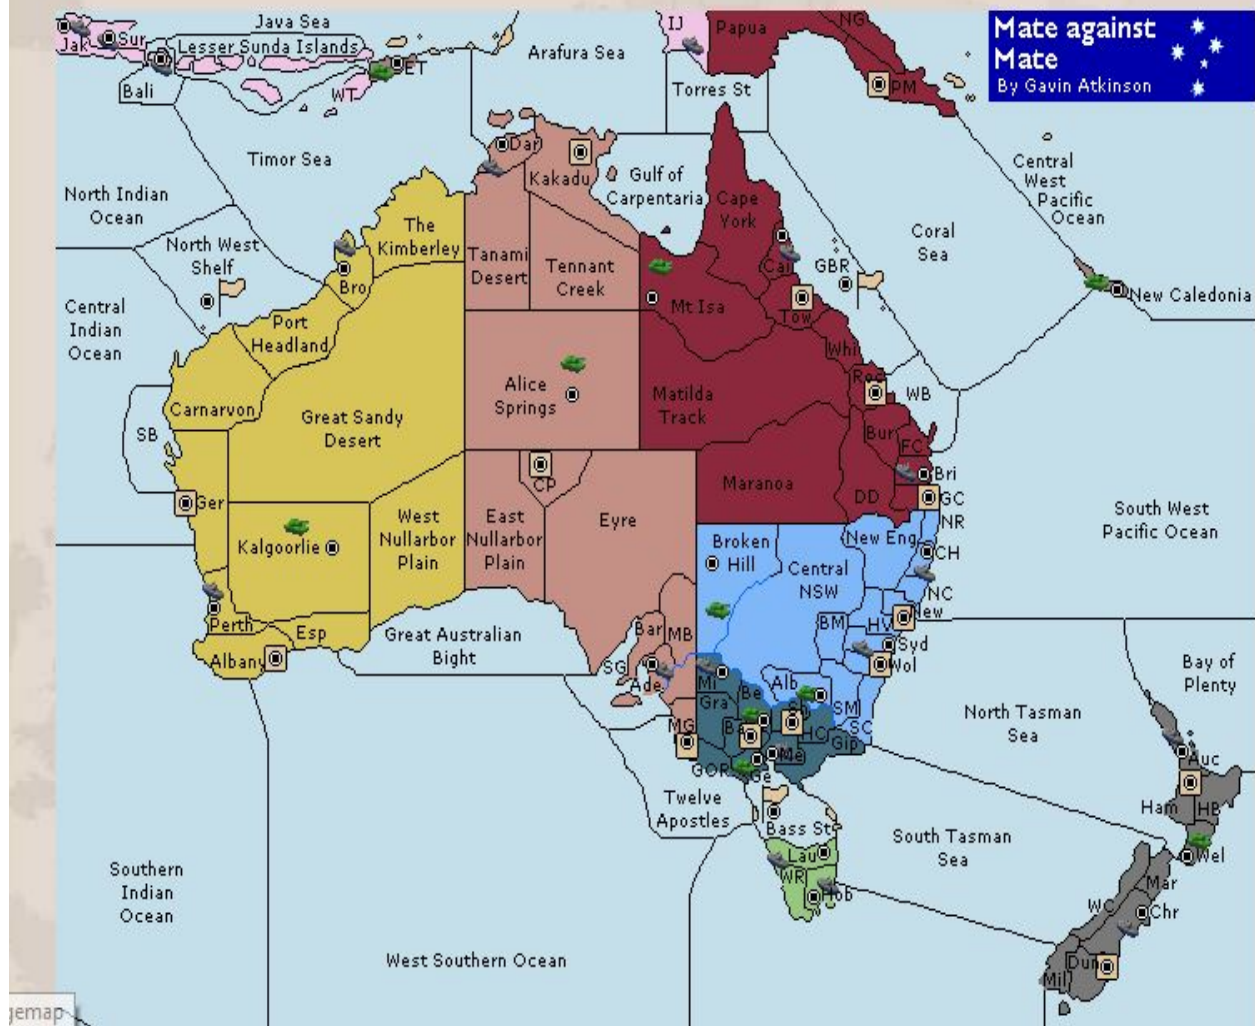 Java Sea
IJ
NG
Papua
Mate against
Mate
By Gavin Atkinson
Jak
Sur
Lesser Sunda Islands
Arafura Sea
ET
Bali
WT
Torres St
PM
Timor Sea
Dar
Kakadu
Gulf of
Carpentaria
Central
West
Pacific
Ocean
North Indian
Ocean
The
Kimberley
Cape
York
Coral
Sea
North West
Shelf
Tanami
Desert
Tennant
Creek
Cai
GBR
Bro
New Caledonia
Central
Indian
Ocean
Port
Headland
Mt Isa
Tow
Whi
Roc
WB
Carnarvon
Alice
Springs
Matilda
Track
Great Sandy
Desert
SB
Bur
FC
CP
Bri
Maranoa
DD
GC
Ger
West
Nullarbor
Plain
East
Nullarbor
Plain
Eyre
South West
Pacific Ocean
NR
Kalgoorlie
Broken
Hill
New Eng
CH
Central
NSW
NC
New
Perth
Esp
Great Australian
Bight
Bar
MB
BM
HV
Syd
Albany
SG
Ade
Wol
Bay of
Plenty
Mi
Alb
Be
Gra
SM
North Tasman
Sea
MG
Ba
Sh
HC
SC
Gip
GOR
Me
Ge
Auc
Twelve
Apostles
Ham
HB
Bass St
South Tasman
Sea
Lau
Wel
Southern
Indian
Ocean
WR
Hob
Mar
WC
Chr
West Southern Ocean
Dun
Mil
gemap